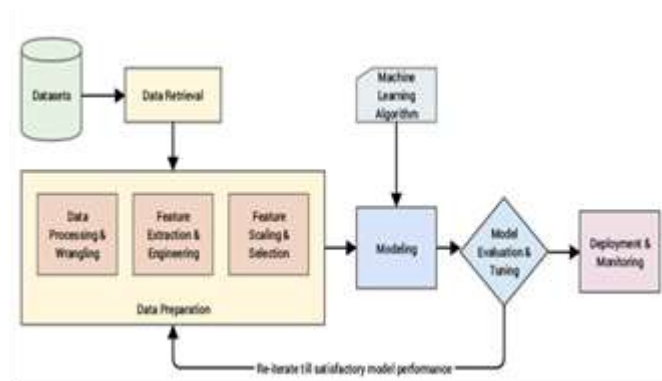 Datasets
Data Retrieval
Machine
Learning
Algorithm
Data
Processing &
Wrangling
Feature
Extraction &
Engineering
Feature
Scaling &
Selection
Data Preparation
Modeling
Model
Evaluation &
Tuning
Deployment &
Monitoring
Re-iterate till satisfactory model performance